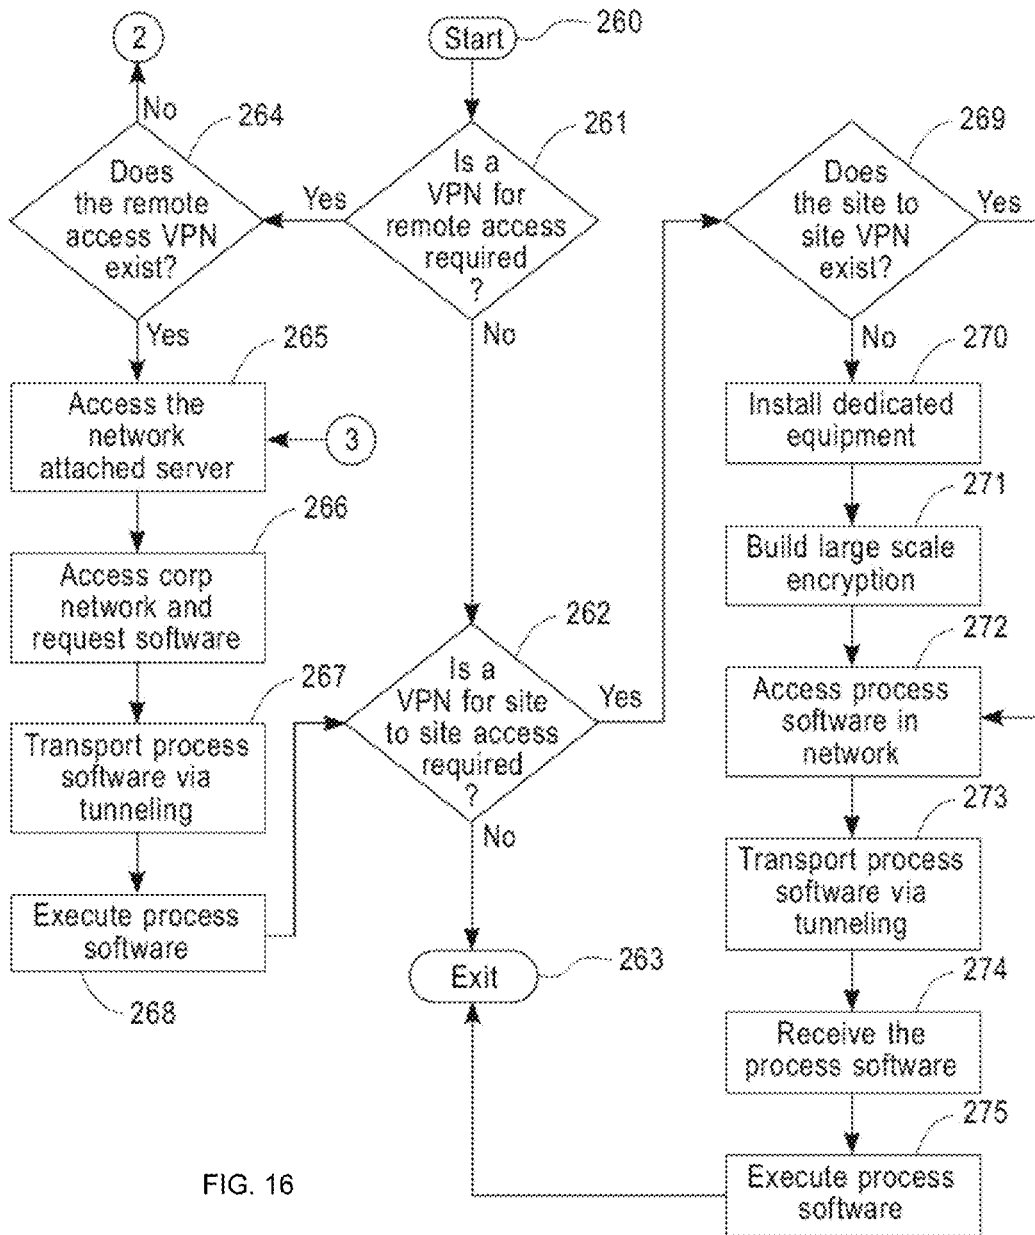 2
Start
260
No
264
Does
the remote
access VPN
exist?
Yes
261
Is a
VPN for
remote access
required
?
269
Does
the site to
site VPN
exist?
Yes
Yes
265
Access the
network
attached server
3
No
No
270
Install dedicated
equipment
266
Access corp
network and
request software
271
Build large scale
encryption
267
Transport process
software via
tunneling
262
Is a
VPN for site
to site access
required
?
Yes
272
Access process
software in
network
Execute process
software
268
No
273
Transport process
software via
tunneling
Exit
263
274
Receive the
process software
275
Execute process
software
FIG. 16